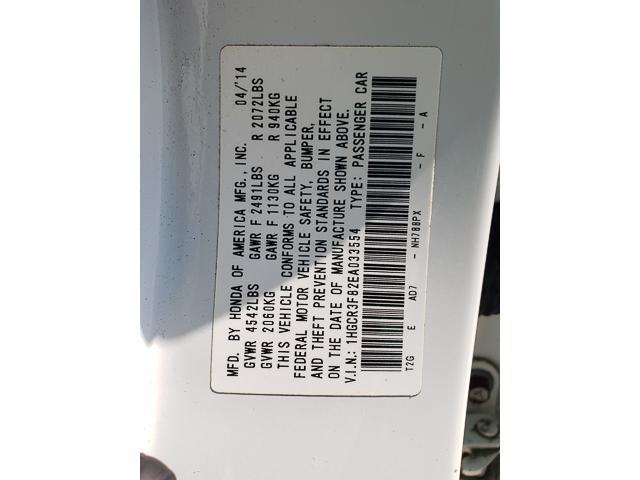 MFD. BY HONDA OF AMERICA MFG., INC. 04/'14
GVWR 4542LBS GAWR F 2491LBS R 2072LBS
GVWR 2060KG GAWR F 1130KG R 940KG
THIS VEHICLE CONFORMS TO ALL APPLICABLE
FEDERAL MOTOR VEHICLE SAFETY, BUMPER,
AND THEFT PREVENTION STANDARDS IN EFFECT
ON THE DATE OF MANUFACTURE SHOWN ABOVE.
V.I.N.: 1HGCR3F82EA033554 TYPE: PASSENGER CAR
T2G E AD7 - NH788PX - F - A